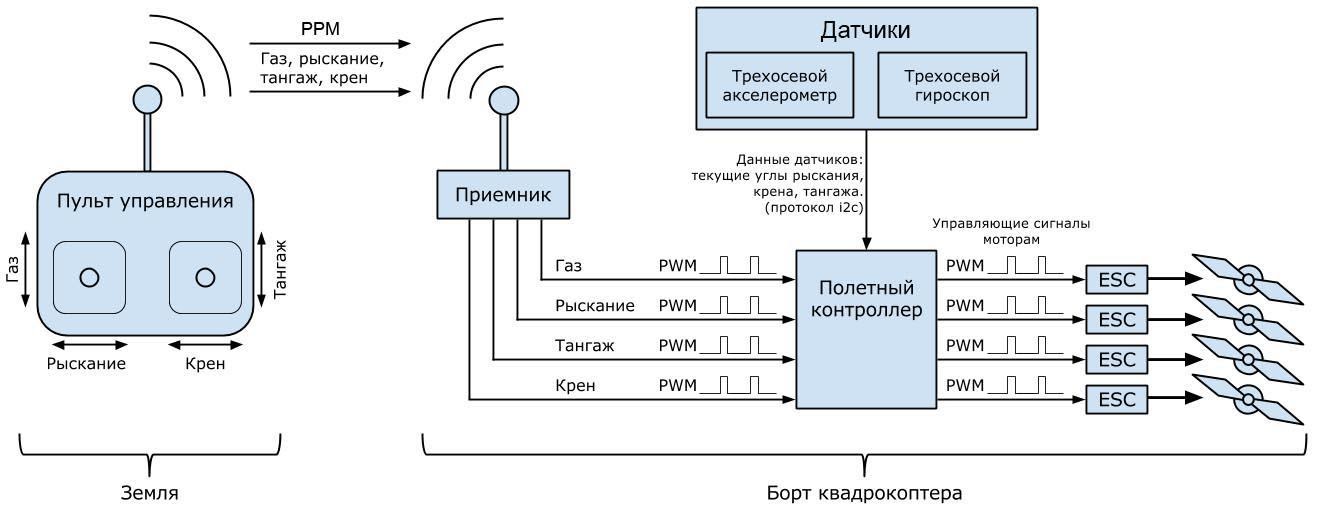 PPM
Газ, рыскание,
тангаж, крен
Пульт управления
Газ
Тангаж
Рыскание
Крен
Земля
Приемник
Датчики
Трехосевой
акселерометр
Трехосевой
гироскоп
Данные датчиков:
текущие углы рыскания,
крена, тангажа.
(протокол i2c)
Газ
PWM
Рыскание
PWM
Тангаж
PWM
Крен
PWM
Полетный
контроллер
Управляющие сигналы
моторам
PWM
ESC
PWM
ESC
PWM
ESC
PWM
ESC
Борт квадрокоптера